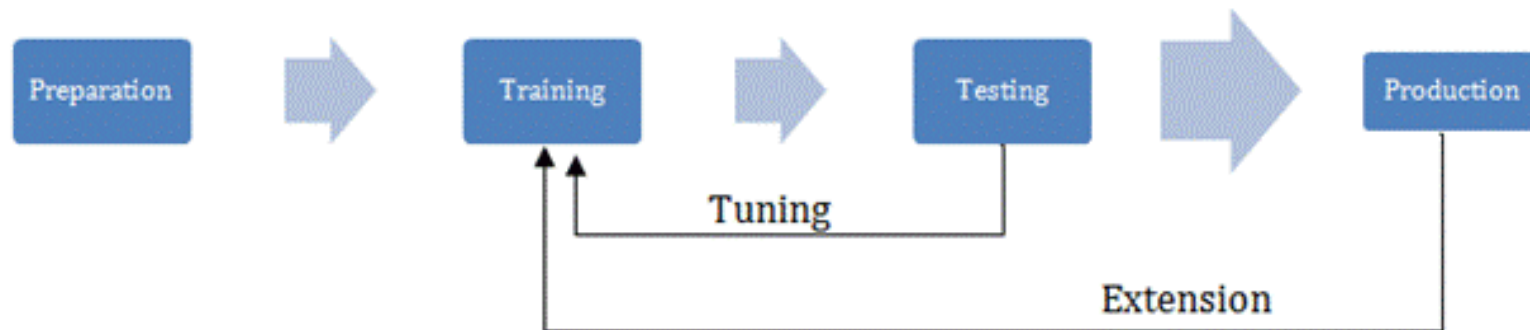 Preparation
Training
Testing
Production
Tuning
Extension